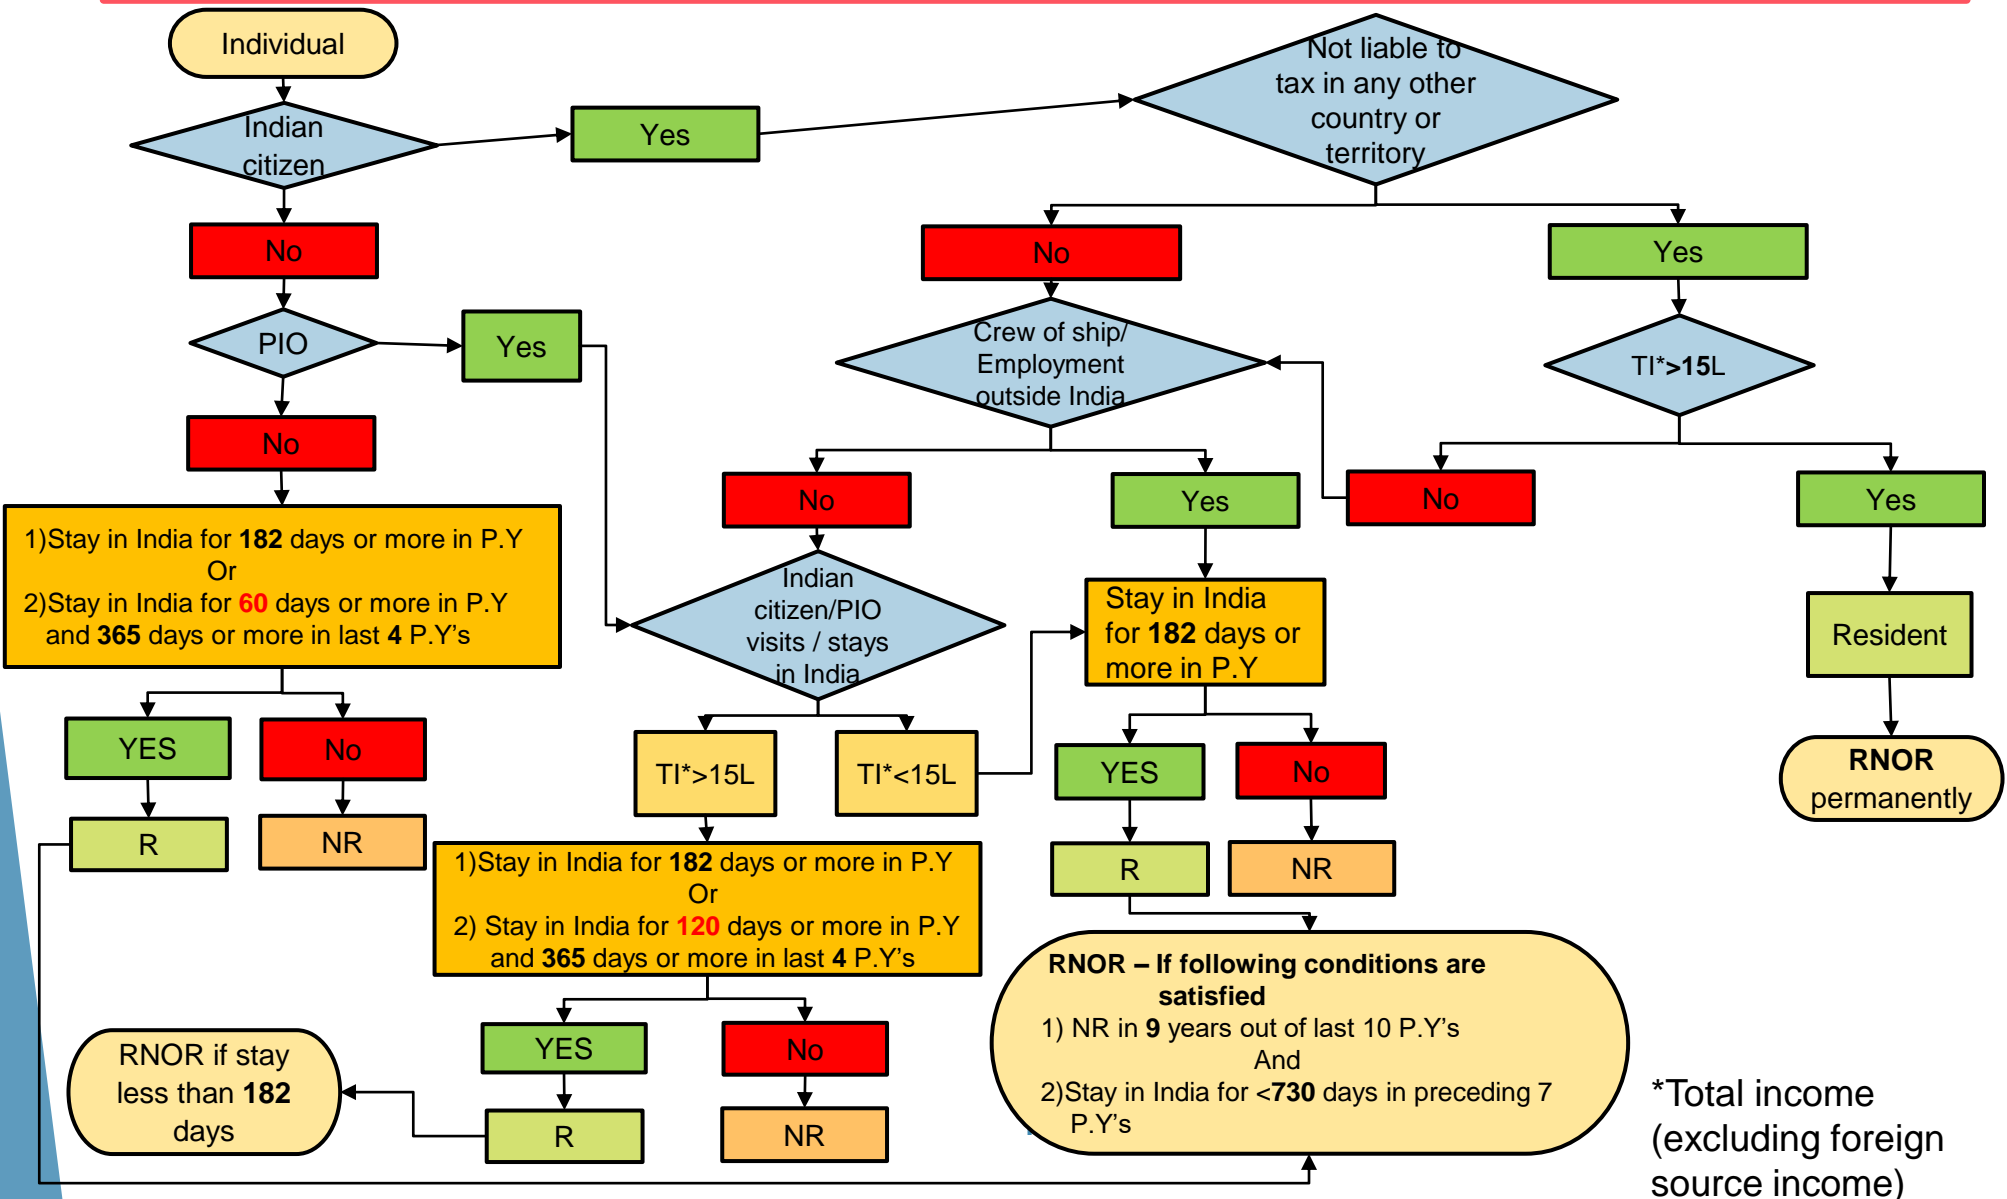 Individual
Not liable to
tax in any other
country or
territory
Indian
citizen
Yes
No
No
Yes
PIO
Yes
Crew of ship/
Employment
outside India
TI*>15L
No
No
Yes
No
Yes
1)Stay in India for 182 days or more in P.Y
Or
2)Stay in India for 60 days or more in P.Y
and 365 days or more in last 4 P.Y's
Indian
citizen/PIO
visits / stays
in India
Stay in India
for 182 days or
more in P.Y
Resident
YES
No
TI*>15L
TI*<15L
YES
No
RNOR
permanently
R
NR
1)Stay in India for 182 days or more in P.Y
Or
2) Stay in India for 120 days or more in P.Y
and 365 days or more in last 4 P.Y's
R
NR
RNOR – If following conditions are
satisfied
1) NR in 9 years out of last 10 P.Y's
And
2)Stay in India for <730 days in preceding 7
P.Y's
YES
No
RNOR if stay
less than 182
days
R
NR
*Total income
(excluding foreign
source income)